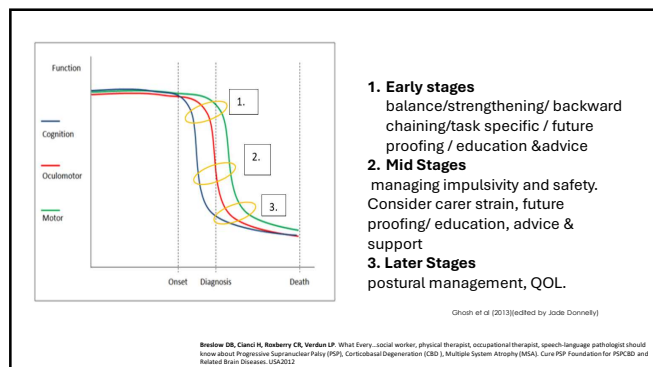 Function
Cognition
Oculomotor
Motor
1.
2.
3.
Onset Diagnosis Death
1. Early stages
balance/strengthening/ backward
chaining/task specific / future
proofing / education &advice
2. Mid Stages
managing impulsivity and safety.
Consider carer strain, future
proofing/ education, advice &
support
3. Later Stages
postural management, QOL.
Ghosh et al (2013)(edited by Jade Donnelly)
Breslow DB, Cianci H, Roxberry CR, Verdun LP. What Every...social worker, physical therapist, occupational therapist, speech-language pathologist should
know about Progressive Supranuclear Palsy (PSP), Corticobasal Degeneration (CBD ), Multiple System Atrophy (MSA). Cure PSP Foundation for PSPCBD and
Related Brain Diseases. USA2012